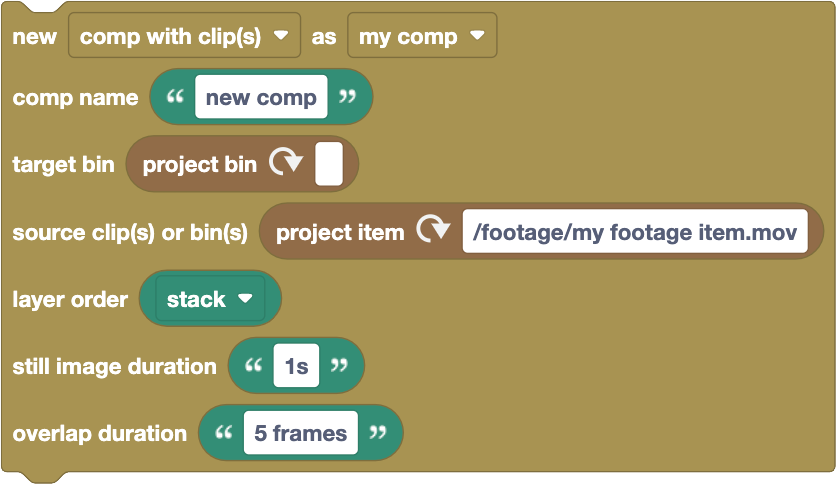 new comp with clip(s) as my comp
comp name “ new comp ”
target bin project bin
source clip(s) or bin(s) project item /footage/my footage item.mov
layer order stack
still image duration “ 1s ”
overlap duration “ 5 frames ”